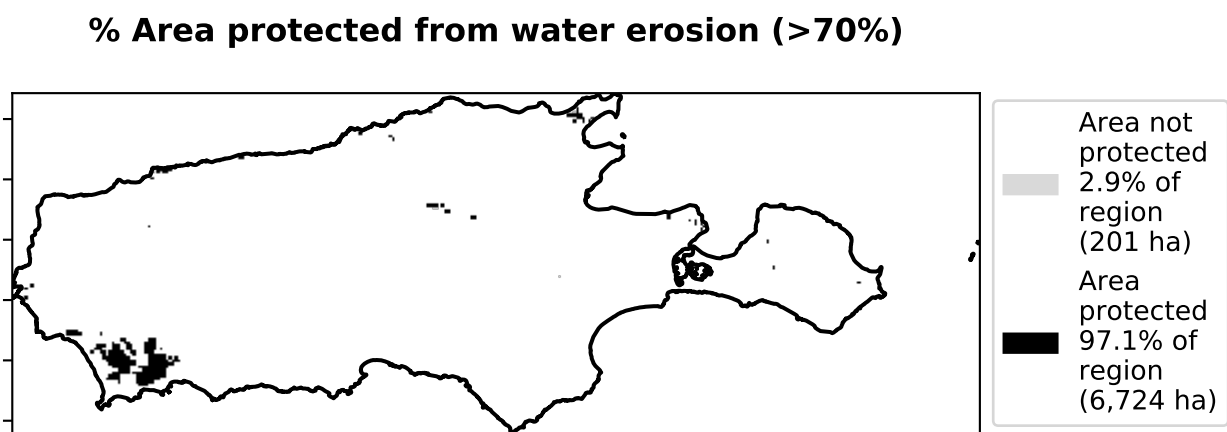 % Area protected from water erosion (>70%)
Area not
protected
2.9% of
region
(201 ha)
Area
protected
97.1% of
region
(6,724 ha)